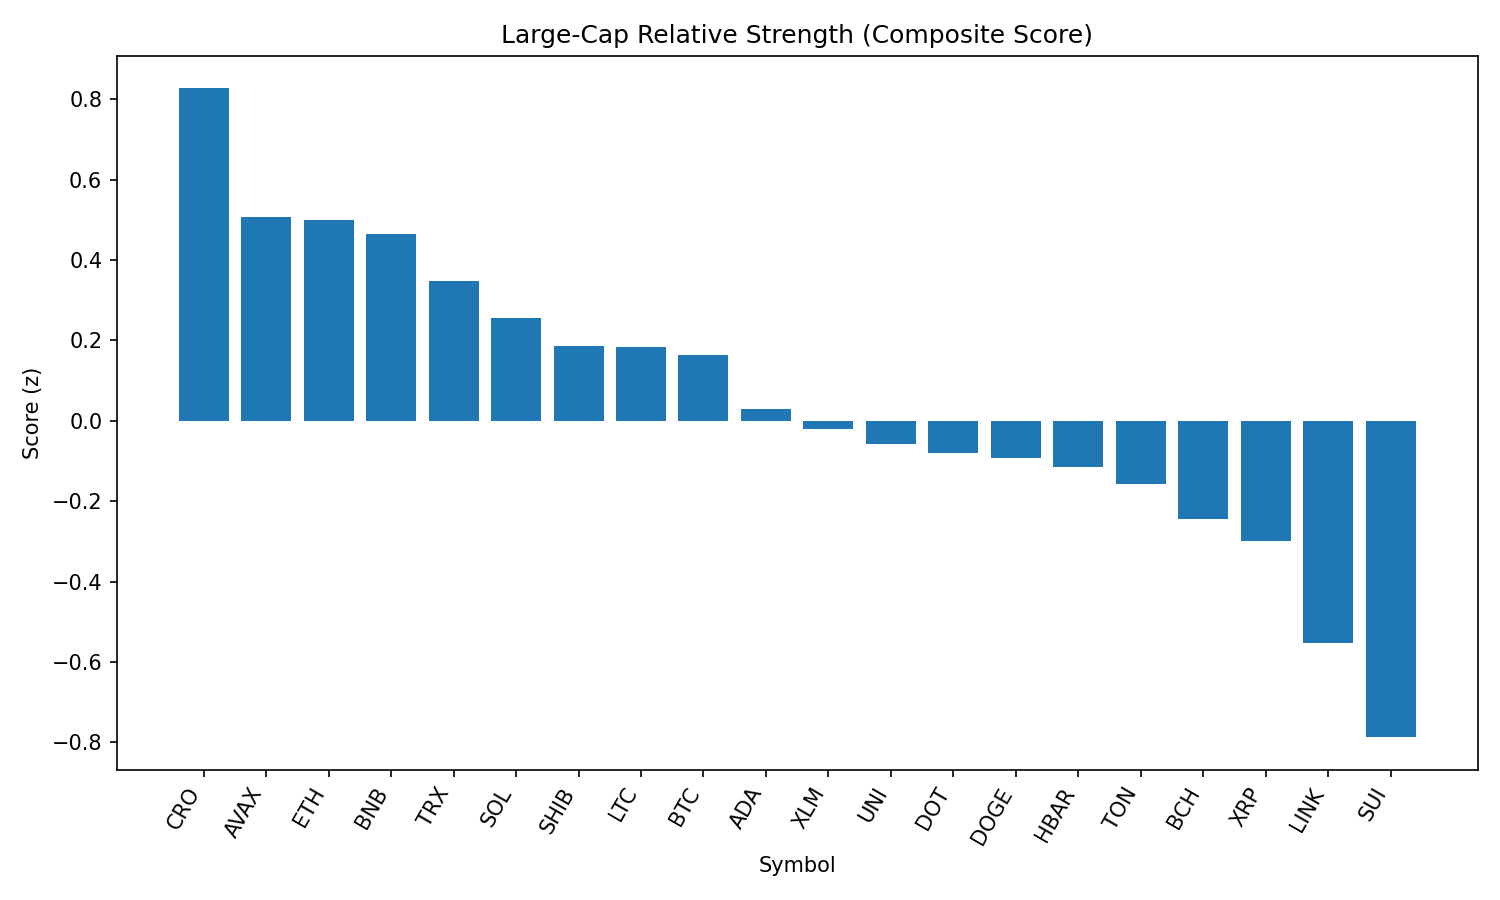 Large-Cap Relative Strength (Composite Score)
Score (z)
0.8
0.6
0.4
0.2
0.0
−0.2
−0.4
−0.6
−0.8
CRO
AVAX
ETH
BNB
TRX
SOL
SHIB
LTC
BTC
ADA
XLM
UNI
DOT
DOGE
HBAR
TON
BCH
XRP
LINK
SUI
Symbol